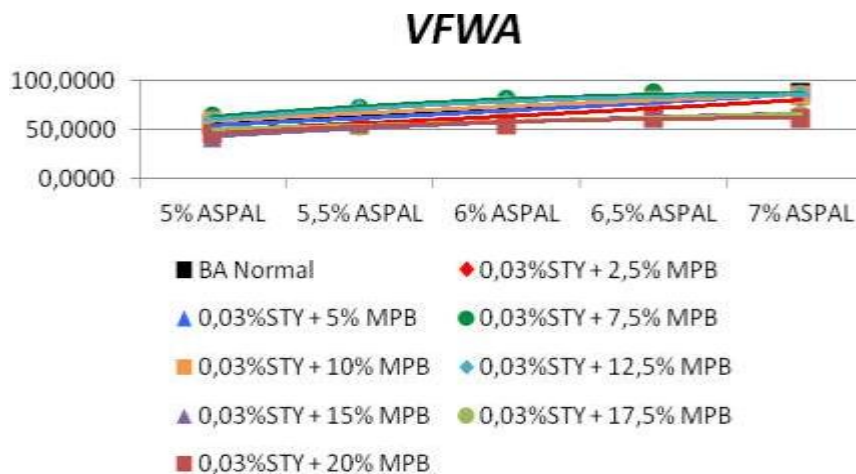 VFWA
100,0000
50,0000
0,0000
5% ASPAL 5,5% ASPAL 6% ASPAL 6,5% ASPAL 7% ASPAL
BA Normal 0,03%STY + 2,5% MPB
0,03%STY + 5% MPB 0,03%STY + 7,5% MPB
0,03%STY + 10% MPB 0,03%STY + 12,5% MPB
0,03%STY + 15% MPB 0,03%STY + 17,5% MPB
0,03%STY + 20% MPB